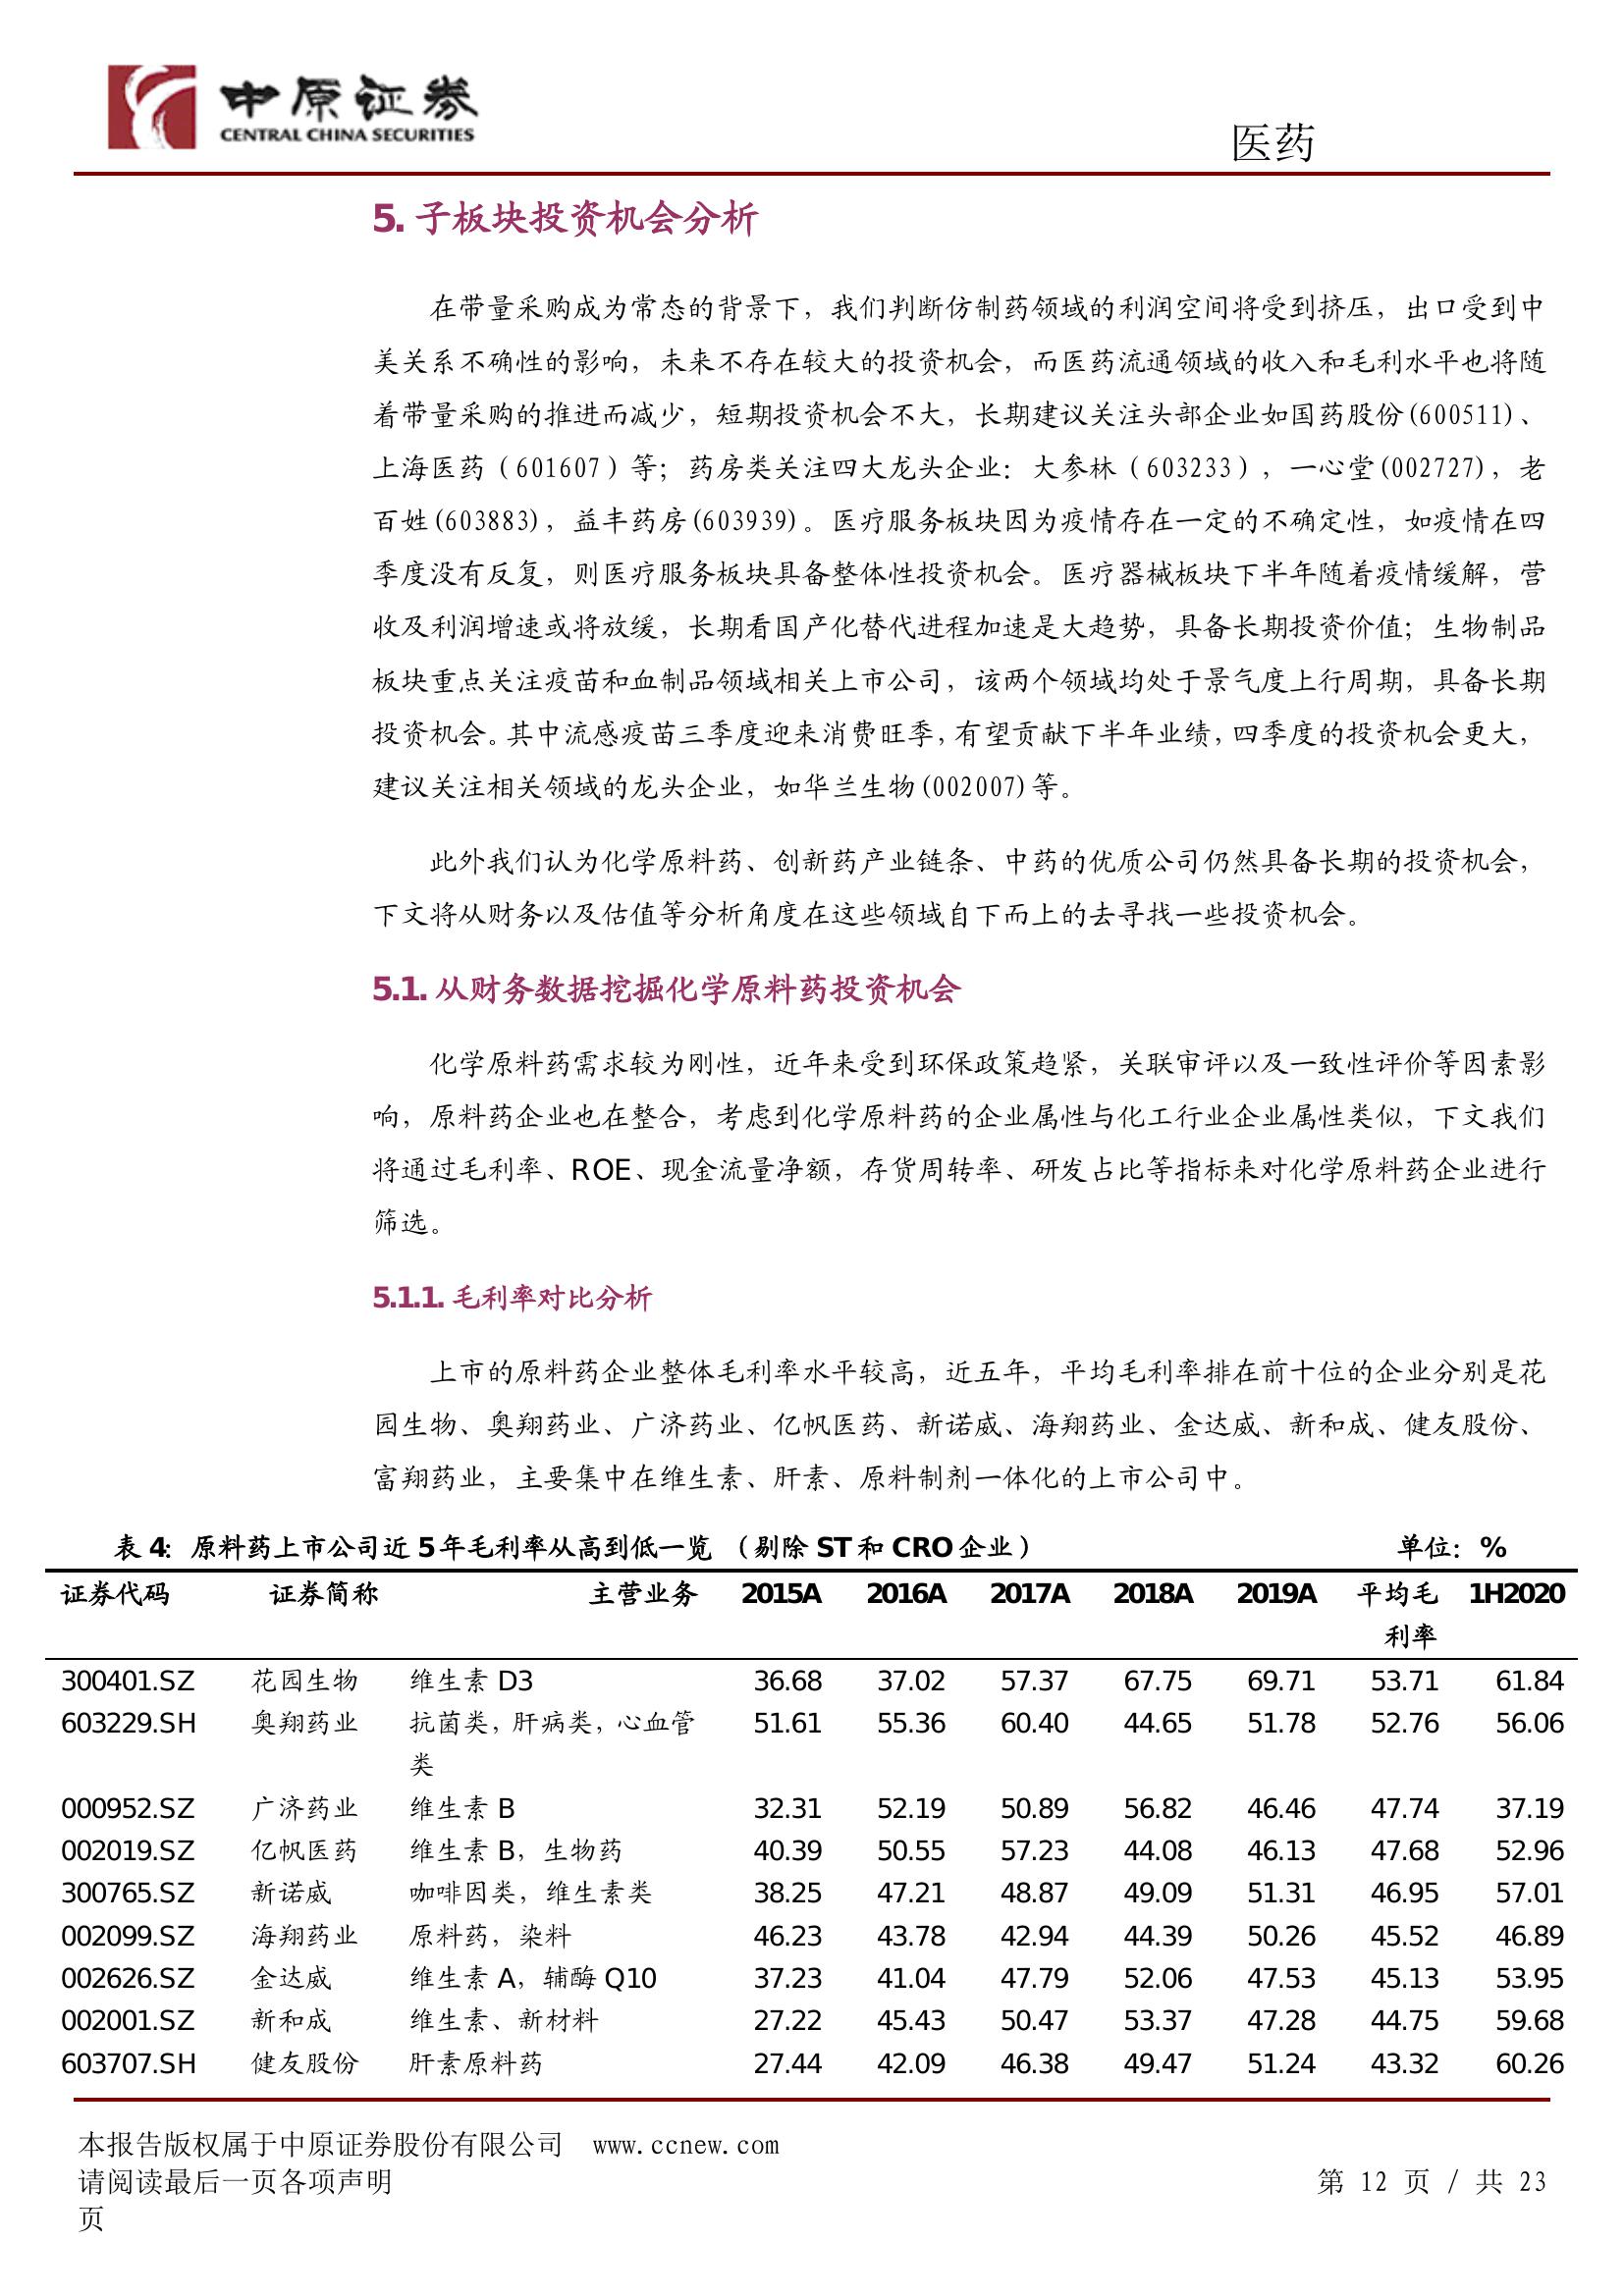 中原证券
CENTRAL CHINA SECURITIES
医药
5. 子板块投资机会分析
在带量采购成为常态的背景下，我们判断仿制药领域的利润空间将受到挤压，出口受到中
美关系不确性的影响，未来不存在较大的投资机会，而医药流通领域的收入和毛利水平也将随
着带量采购的推进而减少，短期投资机会不大，长期建议关注头部企业如国药股份(600511)、
上海医药（601607）等；药房类关注四大龙头企业：大参林（603233），一心堂(002727)，老
百姓(603883)，益丰药房(603939)。医疗服务板块因为疫情存在一定的不确定性，如疫情在四
季度没有反复，则医疗服务板块具备整体性投资机会。医疗器械板块下半年随着疫情缓解，营
收及利润增速或将放缓，长期看国产化替代进程加速是大趋势，具备长期投资价值；生物制品
板块重点关注疫苗和血制品领域相关上市公司，该两个领域均处于景气度上行周期，具备长期
投资机会。其中流感疫苗三季度迎来消费旺季，有望贡献下半年业绩，四季度的投资机会更大，
建议关注相关领域的龙头企业，如华兰生物(002007)等。
此外我们认为化学原料药、创新药产业链条、中药的优质公司仍然具备长期的投资机会，
下文将从财务以及估值等分析角度在这些领域自下而上的去寻找一些投资机会。
5.1. 从财务数据挖掘化学原料药投资机会
化学原料药需求较为刚性，近年来受到环保政策趋紧，关联审评以及一致性评价等因素影
响，原料药企业也在整合，考虑到化学原料药的企业属性与化工行业企业属性类似，下文我们
将通过毛利率、ROE、现金流量净额，存货周转率、研发占比等指标来对化学原料药企业进行
筛选。
5.1.1. 毛利率对比分析
上市的原料药企业整体毛利率水平较高，近五年，平均毛利率排在前十位的企业分别是花
园生物、奥翔药业、广济药业、亿帆医药、新诺威、海翔药业、金达威、新和成、健友股份、
富翔药业，主要集中在维生素、肝素、原料制剂一体化的上市公司中。
表 4：原料药上市公司近 5 年毛利率从高到低一览 （剔除 ST 和 CRO 企业） 单位：%
证券代码 证券简称 主营业务 2015A 2016A 2017A 2018A 2019A 平均毛 1H2020
利率
300401.SZ 花园生物 维生素 D3 36.68 37.02 57.37 67.75 69.71 53.71 61.84
603229.SH 奥翔药业 抗菌类，肝病类，心血管 51.61 55.36 60.40 44.65 51.78 52.76 56.06
类
000952.SZ 广济药业 维生素 B 32.31 52.19 50.89 56.82 46.46 47.74 37.19
002019.SZ 亿帆医药 维生素 B，生物药 40.39 50.55 57.23 44.08 46.13 47.68 52.96
300765.SZ 新诺威 咖啡因类，维生素类 38.25 47.21 48.87 49.09 51.31 46.95 57.01
002099.SZ 海翔药业 原料药，染料 46.23 43.78 42.94 44.39 50.26 45.52 46.89
002626.SZ 金达威 维生素 A，辅酶 Q10 37.23 41.04 47.79 52.06 47.53 45.13 53.95
002001.SZ 新和成 维生素、新材料 27.22 45.43 50.47 53.37 47.28 44.75 59.68
603707.SH 健友股份 肝素原料药 27.44 42.09 46.38 49.47 51.24 43.32 60.26
本报告版权属于中原证券股份有限公司 www.ccnew.com
请阅读最后一页各项声明 第 12 页 / 共 23
页